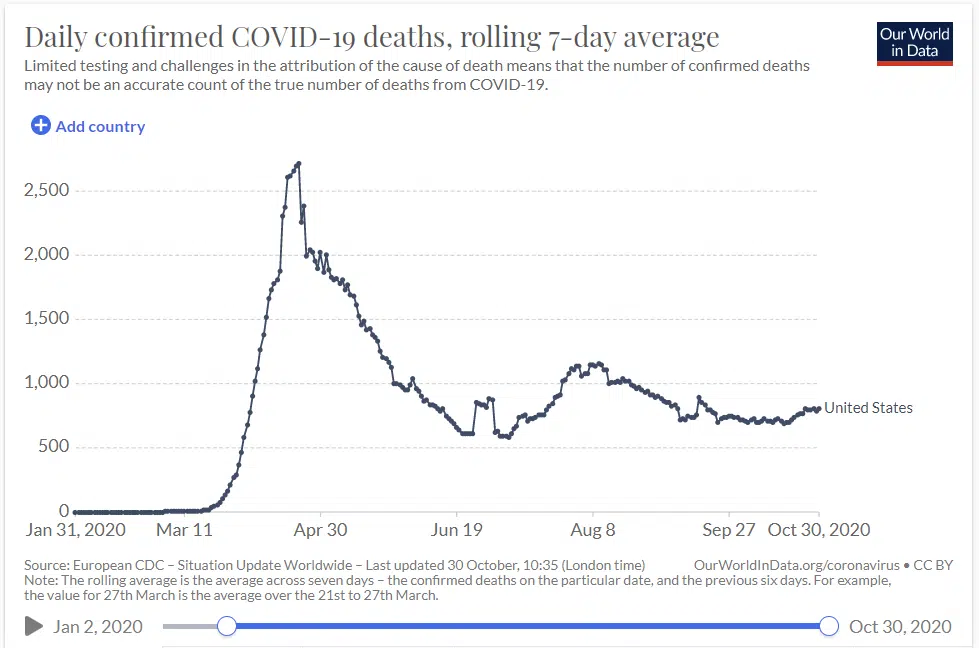 Daily confirmed COVID-19 deaths, rolling 7-day average
Our World
in Data
Limited testing and challenges in the attribution of the cause of death means that the number of confirmed deaths
may not be an accurate count of the true number of deaths from COVID-19.
Add country
2,500
2,000
1,500
1,000
United States
500
0
Jan 31, 2020 Mar 11 Apr 30 Jun 19 Aug 8 Sep 27 Oct 30, 2020
Source: European CDC – Situation Update Worldwide – Last updated 30 October, 10:35 (London time) OurWorldInData.org/coronavirus • CC BY
Note: The rolling average is the average across seven days – the confirmed deaths on the particular date, and the previous six days. For example,
the value for 27th March is the average over the 21st to 27th March.
Jan 2, 2020 Oct 30, 2020